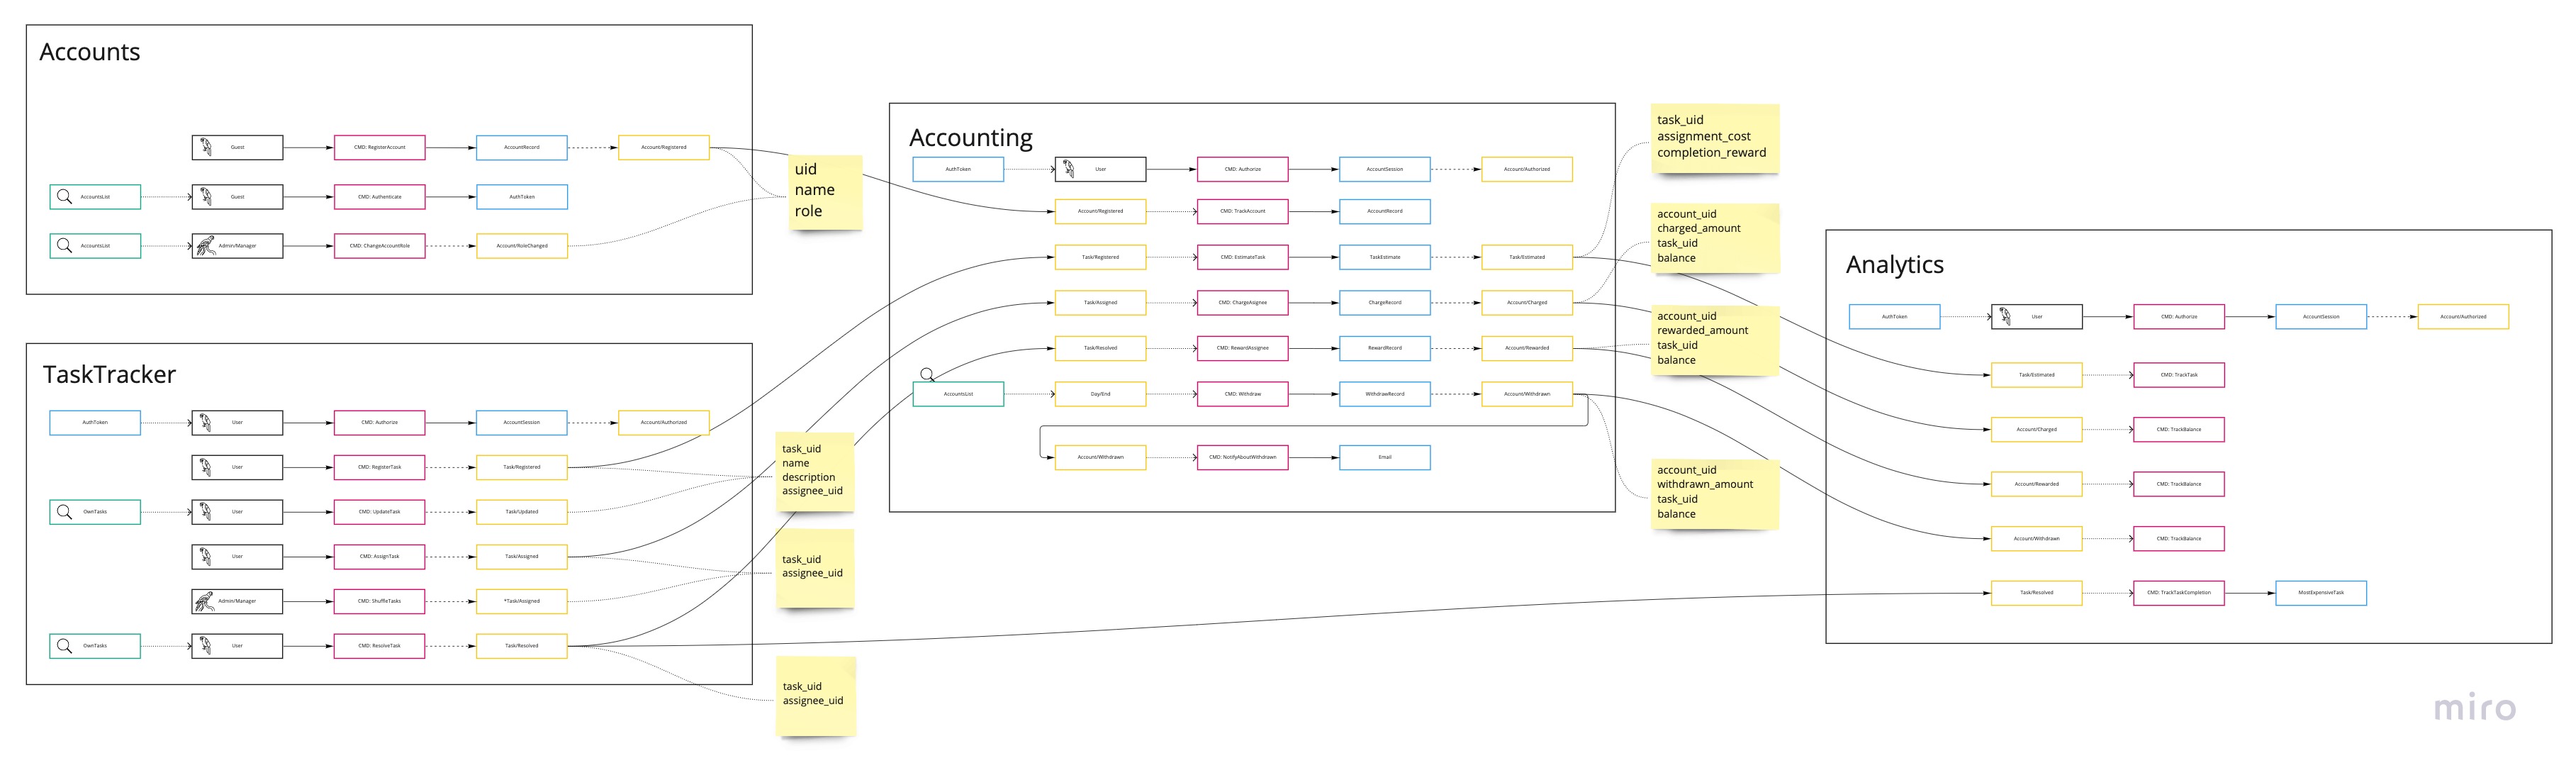 Accounts
Guest
CMD: RegisterAccount
AccountRecord
Account/Registered
AccountsList
Guest
CMD: Authenticate
AuthToken
AccountsList
Admin/Manager
CMD: ChangeAccountRole
Account/RoleChanged
uid
name
role
TaskTracker
AuthToken
User
CMD: Authorize
AccountSession
Account/Authorized
User
CMD: RegisterTask
Task/Registered
OwnTasks
User
CMD: UpdateTask
Task/Updated
User
CMD: AssignTask
Task/Assigned
Admin/Manager
CMD: ShuffleTasks
*Task/Assigned
OwnTasks
User
CMD: ResolveTask
Task/Resolved
task_uid
name
description
assignee_uid
task_uid
assignee_uid
task_uid
assignee_uid
Accounting
AuthToken
User
CMD: Authorize
AccountSession
Account/Authorized
Account/Registered
CMD: TrackAccount
AccountRecord
Task/Registered
CMD: EstimateTask
TaskEstimate
Task/Estimated
Task/Assigned
CMD: ChargeAsignee
ChargeRecord
Account/Charged
Task/Resolved
CMD: RewardAssignee
RewardRecord
Account/Rewarded
AccountsList
Day/End
CMD: Withdraw
WithdrawRecord
Account/Withdrawn
Account/Withdrawn
CMD: NotifyAboutWithdrawn
Email
task_uid
assignment_cost
completion_reward
account_uid
charged_amount
task_uid
balance
account_uid
rewarded_amount
task_uid
balance
account_uid
withdrawn_amount
task_uid
balance
Analytics
AuthToken
User
CMD: Authorize
AccountSession
Account/Authorized
Task/Estimated
CMD: TrackTask
Account/Charged
CMD: TrackBalance
Account/Rewarded
CMD: TrackBalance
Account/Withdrawn
CMD: TrackBalance
Task/Resolved
CMD: TrackTaskCompletion
MostExpensiveTask
miro